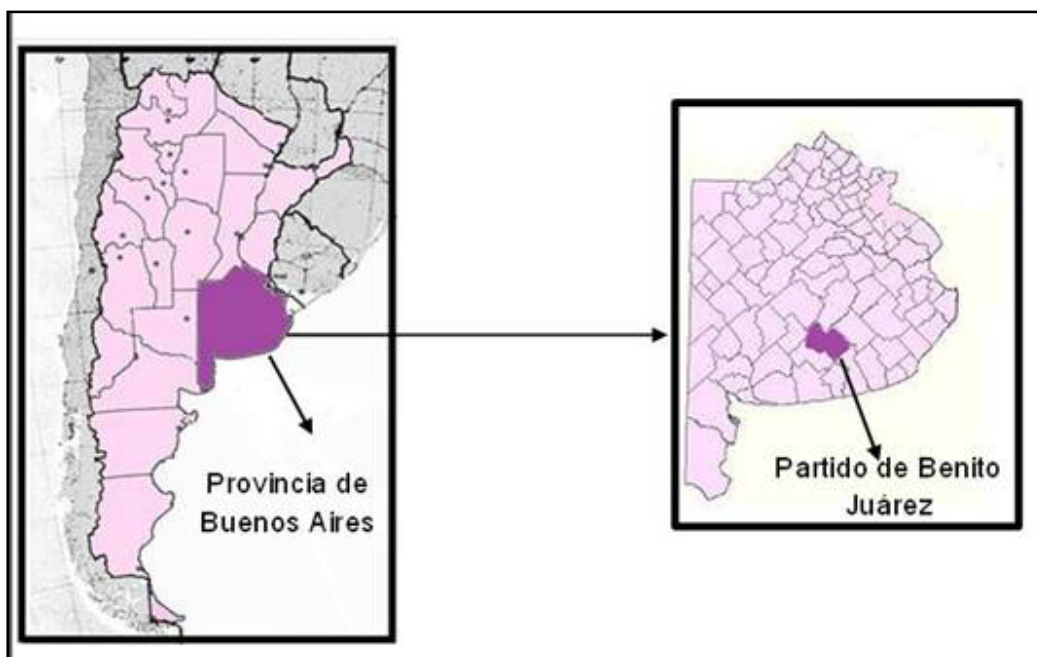 Provincia de
Buenos Aires
Partido de Benito
Juárez